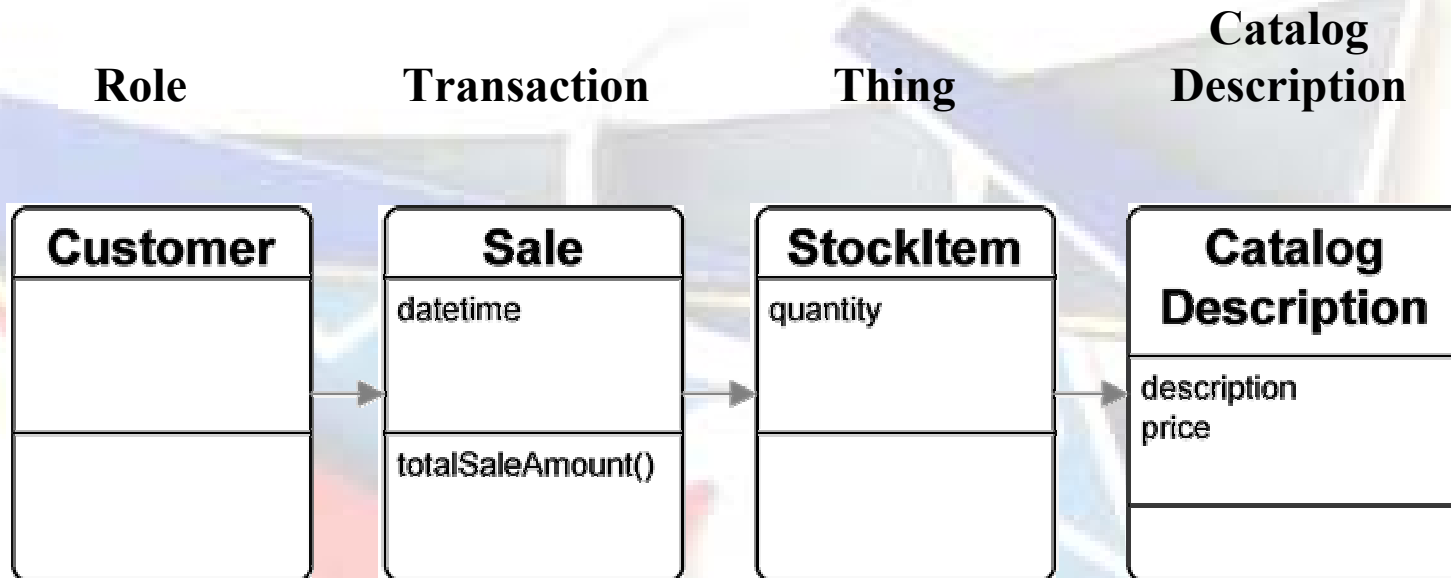 Role
Transaction
Thing
Catalog
Description
Customer
Sale
datetime
totalSaleAmount()
StockItem
quantity
Catalog
Description
description
price